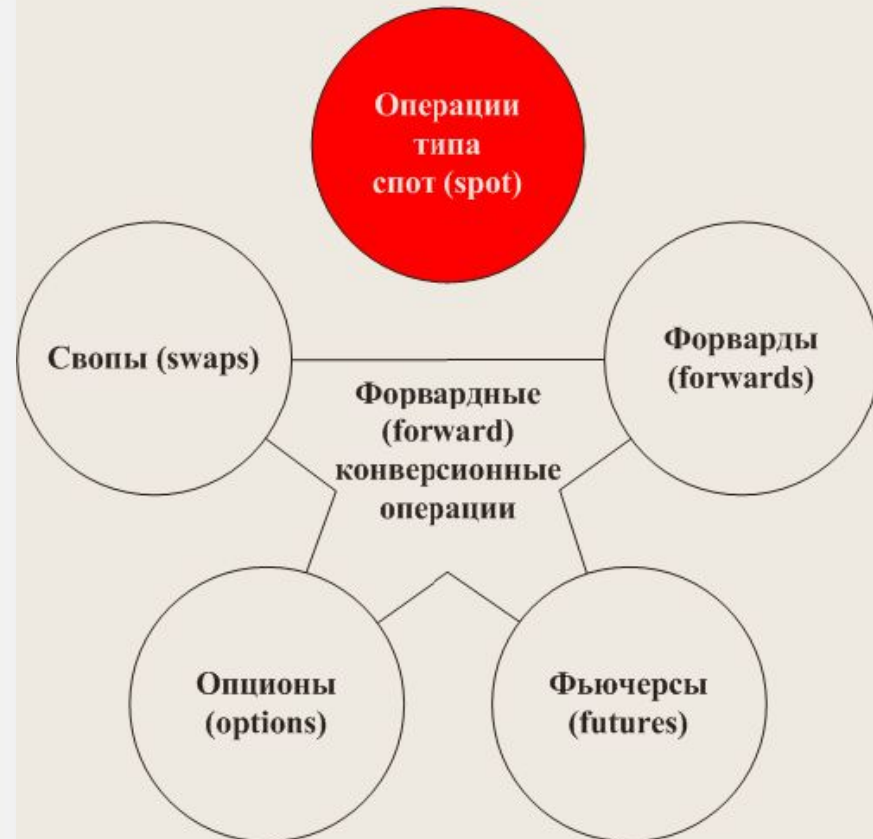 Операции
типа
спот (spot)
Свопы (swaps)
Форварды
(forwards)
Форвардные
(forward)
конверсионные
операции
Опционы
(options)
Фьючерсы
(futures)